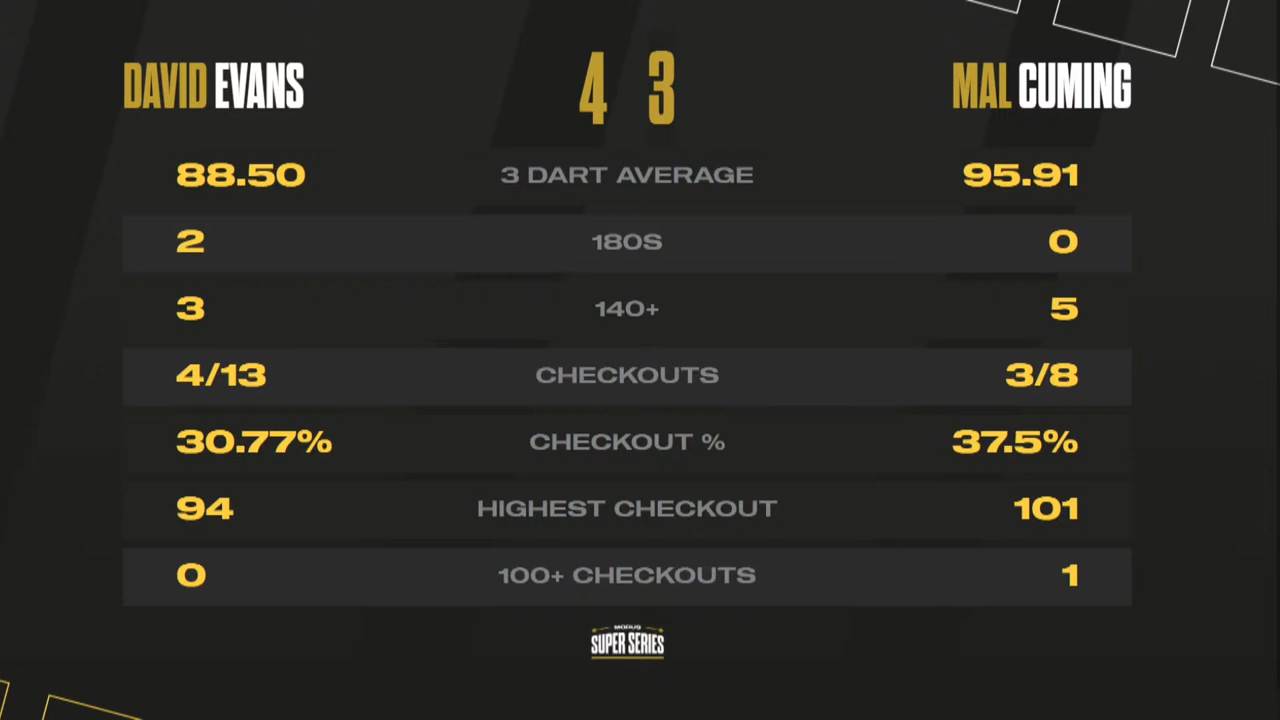 DAVID EVANS 4 3 MAL CUMING
88.50 3 DART AVERAGE 95.91
2 180S 0
3 140+ 5
4/13 CHECKOUTS 3/8
30.77% CHECKOUT % 37.5%
94 HIGHEST CHECKOUT 101
0 100+ CHECKOUTS 1
MODUS
SUPER SERIES